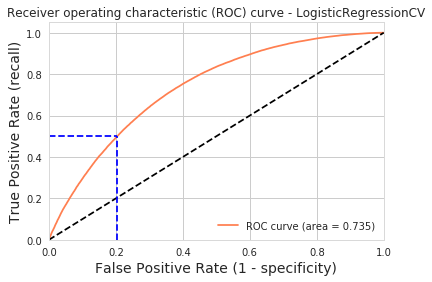 Receiver operating characteristic (ROC) curve - LogisticRegressionCV
True Positive Rate (recall)
1.0
0.8
0.6
0.4
0.2
0.0
ROC curve (area = 0.735)
0.0 0.2 0.4 0.6 0.8 1.0
False Positive Rate (1 - specificity)